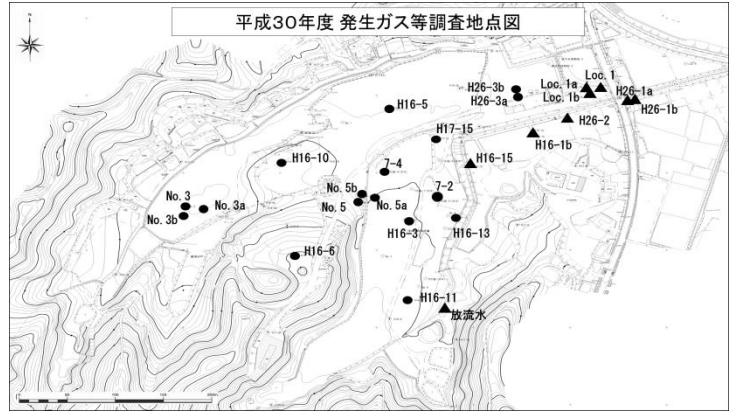 平成30年度 発生ガス等調査地点図
N
Loc. 1
Loc. 1a
H26-3b
Loc. 1b
H26-1a
H26-3a
H26-1b
H16-5
H26-2
H17-15
H16-1b
H16-10
7-4
H16-15
No. 5b
7-2
No. 3
No. 3a
No. 5
No. 5a
No. 3b
H16-3
H16-13
H16-6
H16-11
放流水